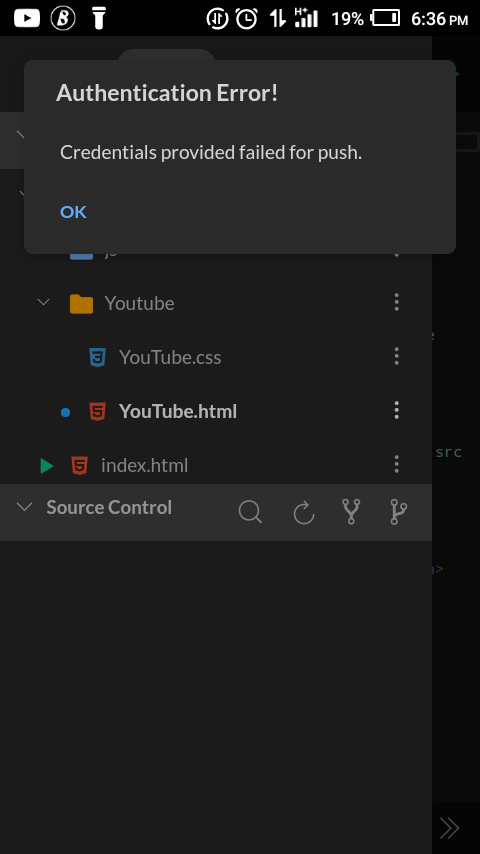 19% 6:36 PM
Authentication Error!
Credentials provided failed for push.
OK
Youtube
YouTube.css
YouTube.html
src
index.html
Source Control